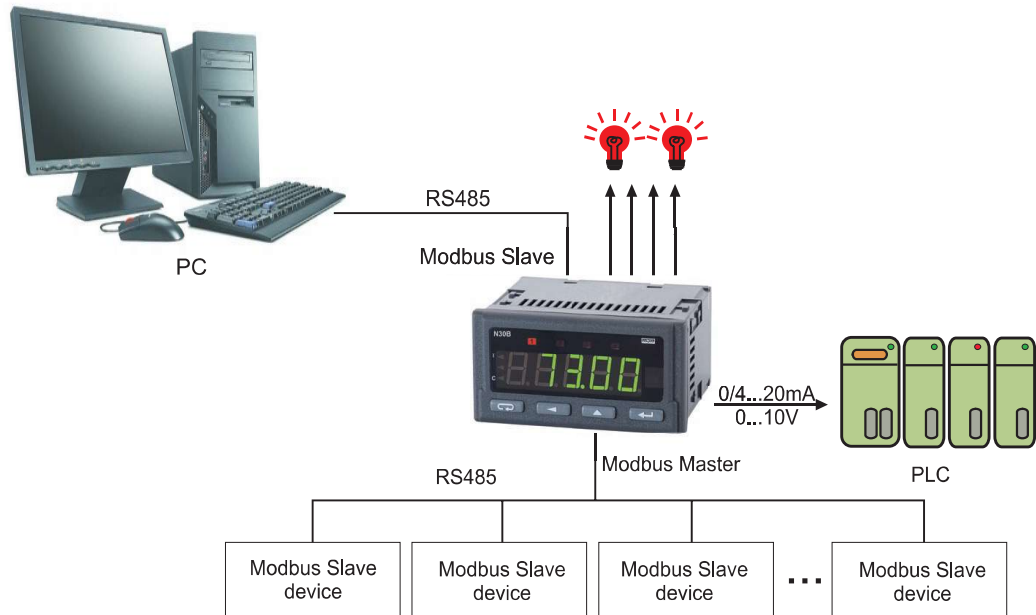 RS485
Modbus Slave
PC
N30B
1
73.00
0/4...20mA
0...10V
Modbus Master
RS485
PLC
Modbus Slave
device
Modbus Slave
device
Modbus Slave
device
...
Modbus Slave
device